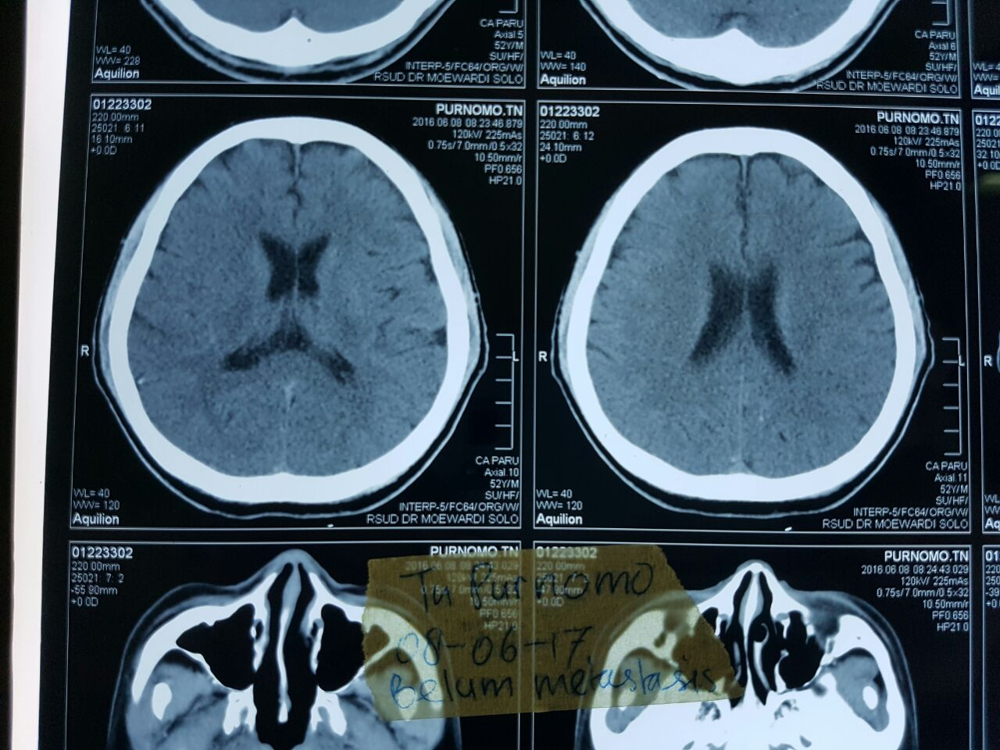 CA PARU
Axial 5
52Y/M
SU/HF/
INTERP-5/FC64/ORG/W/
RSUD DR MOEWARDI SOLO
WL= 40
WW= 228
Aquilion
CA PARU
Axial 6
52Y/M
SU/HF/
INTERP-5/FC64/ORG/W/
RSUD DR MOEWARDI SOLO
WL= 40
WW= 140
Aquilion
01223302
220.00mm
25021: 6: 11
16.10mm
+0.0D
PURNOMO.TN
2016.06.08 08:23:46.879
120kV/ 225mAs
0.75s/7.0mm/0.5x32
10.50mm/r
PF0.656
HP21.0
R
L
CA PARU
Axial.10
52Y/M
SU/HF/
INTERP-5/FC64/ORG/W/
RSUD DR MOEWARDI SOLO
WL= 40
WW= 120
Aquilion
01223302
220.00mm
25021: 6: 12
24.10mm
+0.0D
PURNOMO.TN
2016.06.08 08:23:46.879
120kV/ 225mAs
0.75s/7.0mm/0.5x32
10.50mm/r
PF0.656
HP21.0
R
L
CA PARU
Axial.11
52Y/M
SU/HF/
INTERP-5/FC64/ORG/W/
RSUD DR MOEWARDI SOLO
WL= 40
WW= 120
Aquilion
R
01223302
220.00mm
25021: 7: 2
-55.90mm
+0.0D
PURNOMO.TN
2016.06.08 08:24:43.029
10.50mm/r
PF0.656
HP21.0
01223302
220.00mm
+0.0D
PURNOMO.TN
2016.06.08 08:24:43.029
120kV/ 225mAs
0.75s/7.0mm/0.5x32
10.50mm/r
PF0.656
HP21.0
Tn Purnomo
08-06-17
Belum metastasis